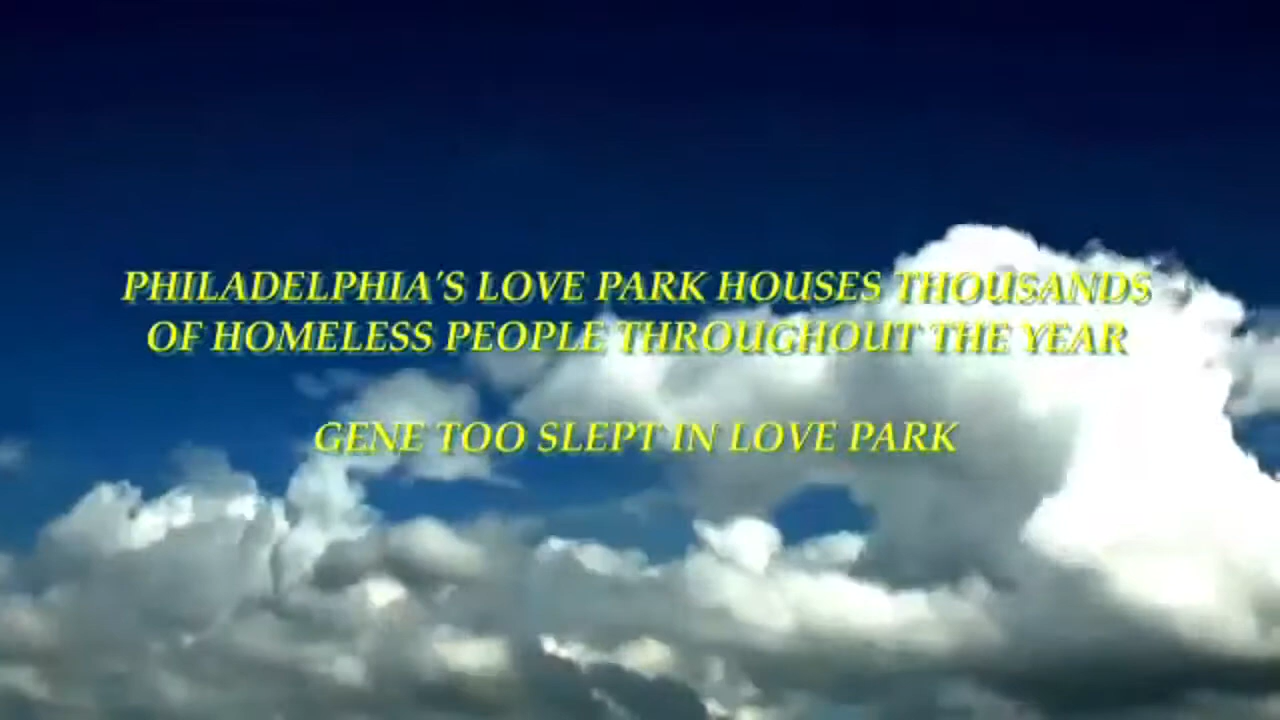 PHILADELPHIA'S LOVE PARK HOUSES THOUSANDS
OF HOMELESS PEOPLE THROUGHOUT THE YEAR
GENE TOO SLEPT IN LOVE PARK